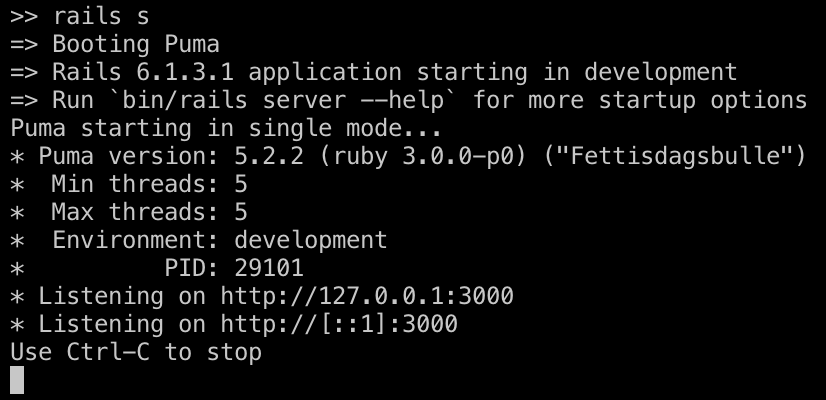 >> rails s
=> Booting Puma
=> Rails 6.1.3.1 application starting in development
=> Run `bin/rails server --help` for more startup options
Puma starting in single mode...
* Puma version: 5.2.2 (ruby 3.0.0-p0) ("Fettisdagsbulle")
*  Min threads: 5
*  Max threads: 5
*  Environment: development
*          PID: 29101
* Listening on http://127.0.0.1:3000
* Listening on http://[::1]:3000
Use Ctrl-C to stop